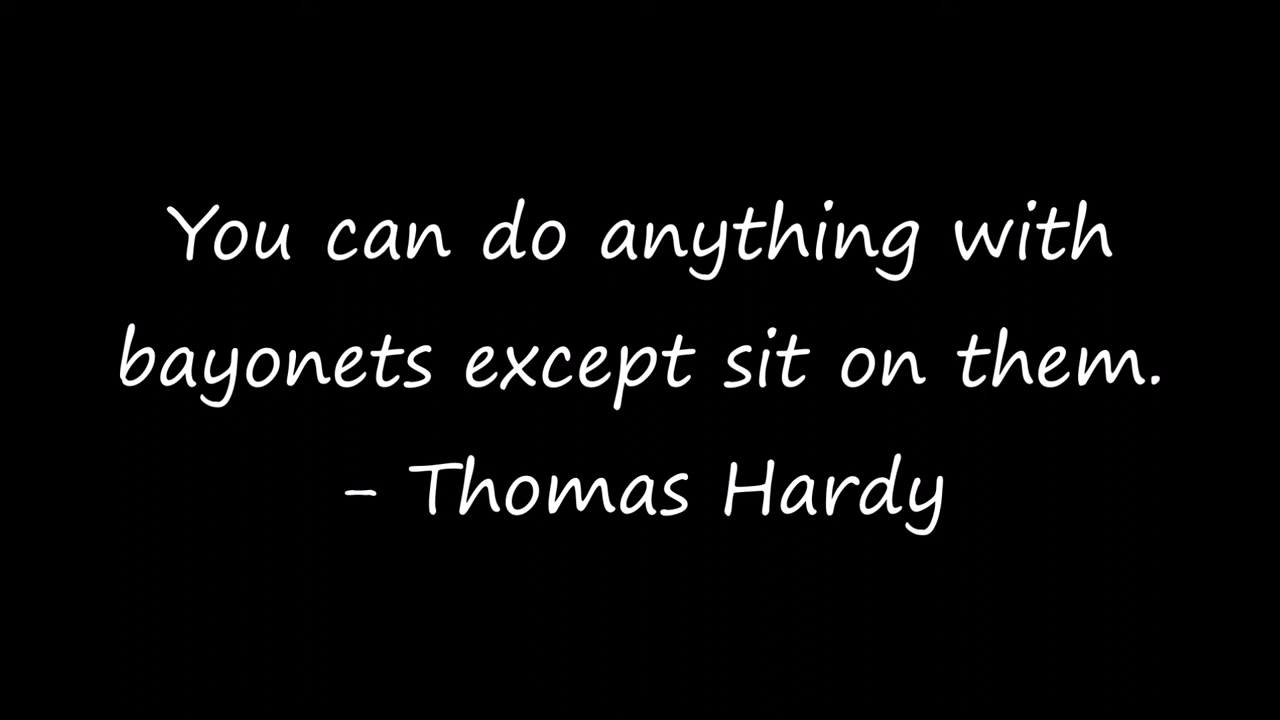 You can do anything with
bayonets except sit on them.
- Thomas Hardy